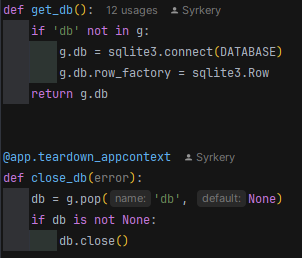 def get_db():  12 usages  Syrkery
    if 'db' not in g:
        g.db = sqlite3.connect(DATABASE)
        g.db.row_factory = sqlite3.Row
    return g.db
@app.teardown_appcontext  Syrkery
def close_db(error):
    db = g.pop( name: 'db',  default: None)
    if db is not None:
        db.close()